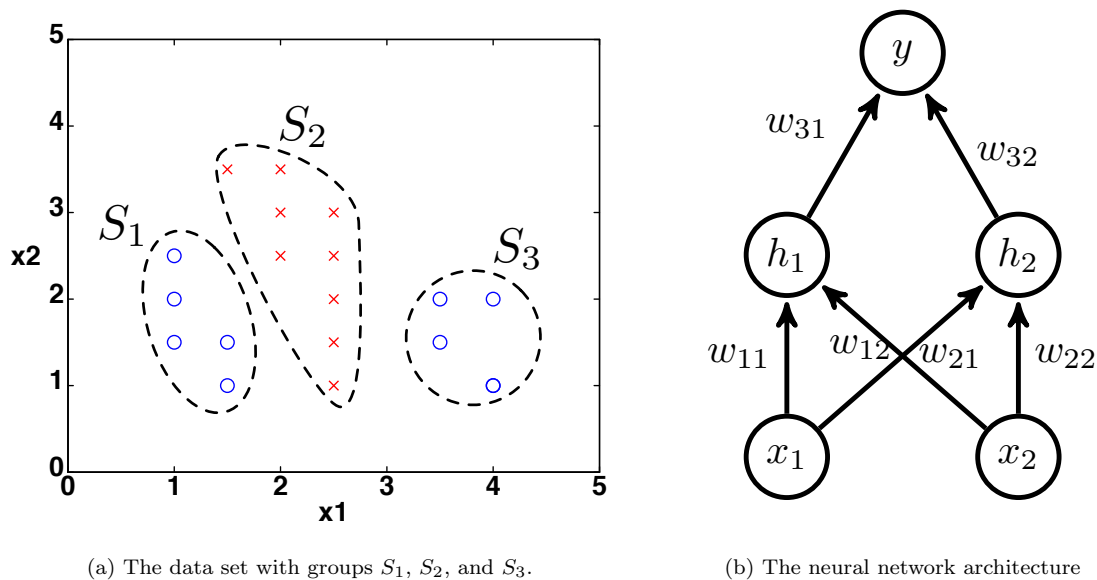 5
4
3
2
1
0
x2
0 1 2 3 4 5
x1
S₁
S₂
S₃
y
w₃₁
w₃₂
h₁
h₂
w₁₁
w₁₂
w₂₁
w₂₂
x₁
x₂
(a) The data set with groups S₁, S₂, and S₃.
(b) The neural network architecture